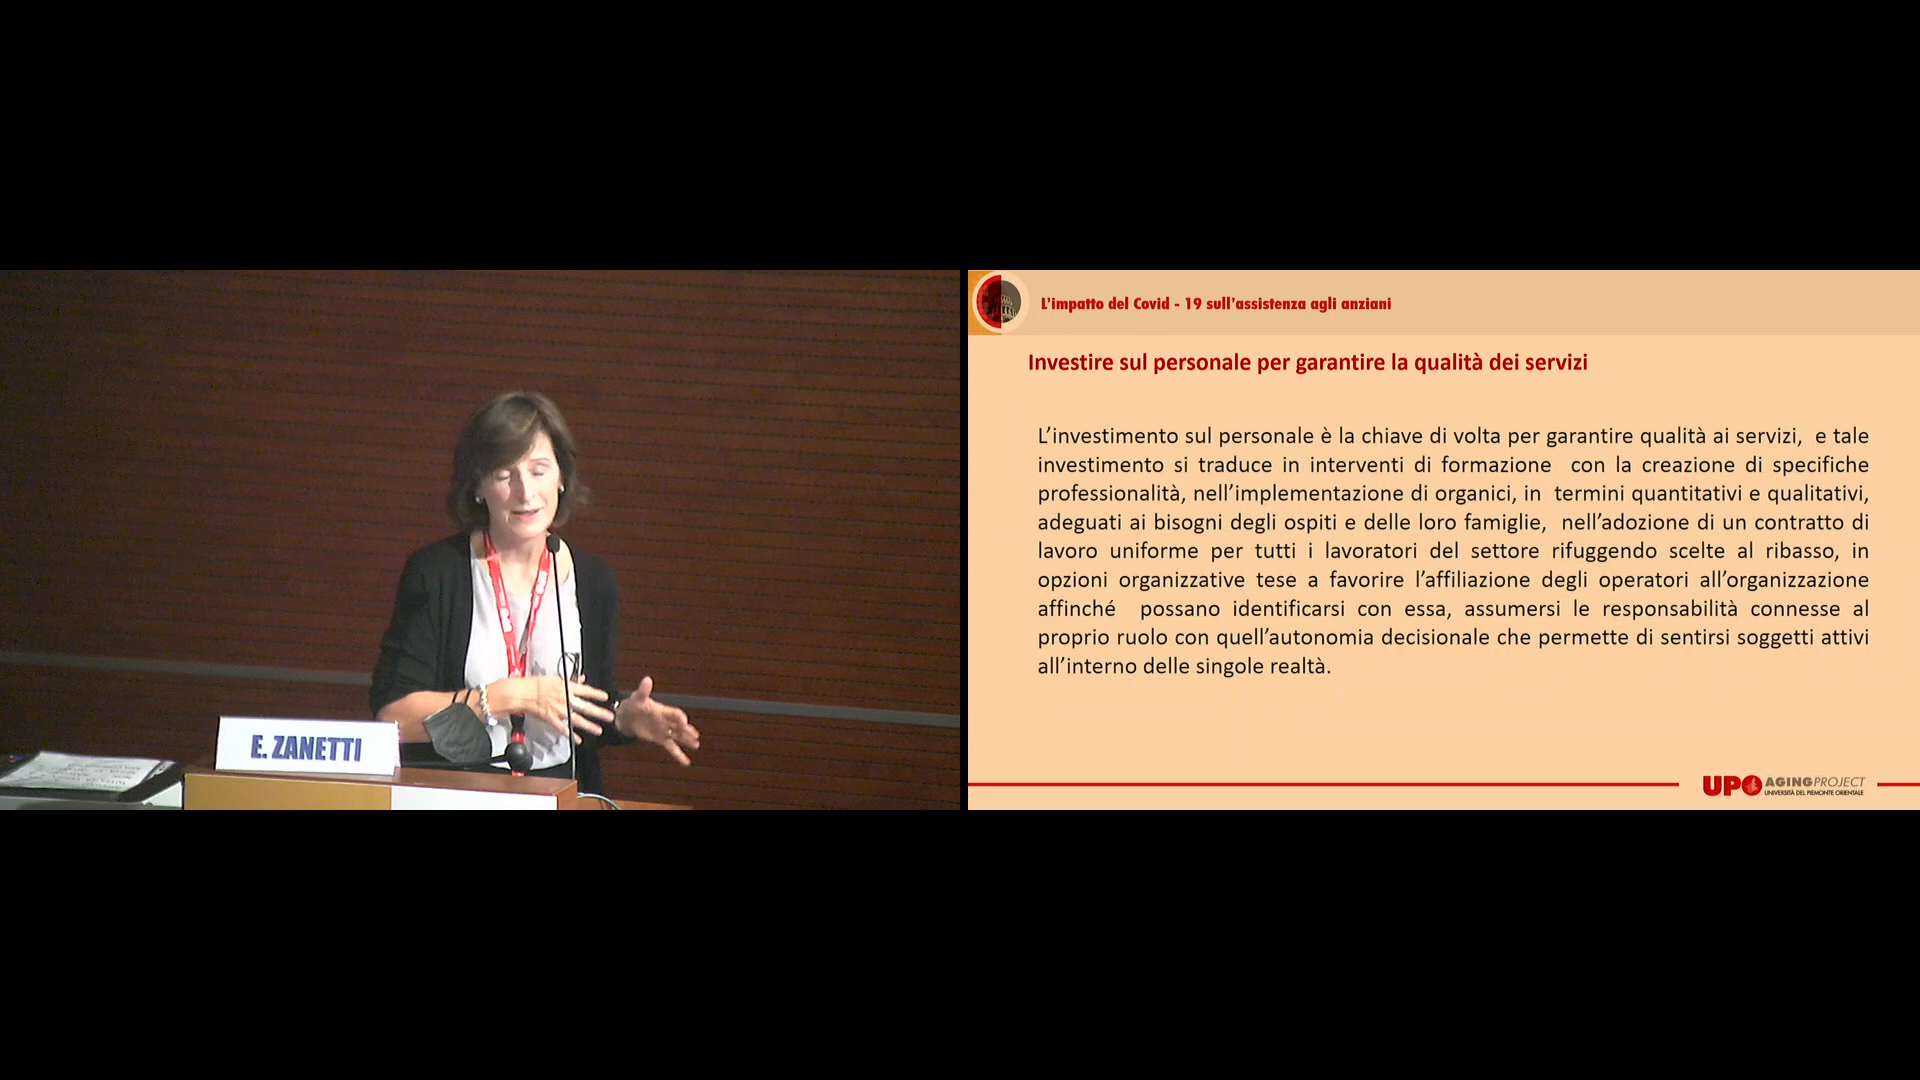 E. ZANETTI
L'impatto del Covid - 19 sull'assistenza agli anziani
Investire sul personale per garantire la qualità dei servizi
L'investimento sul personale è la chiave di volta per garantire qualità ai servizi, e tale
investimento si traduce in interventi di formazione con la creazione di specifiche
professionalità, nell'implementazione di organici, in termini quantitativi e qualitativi,
adeguati ai bisogni degli ospiti e delle loro famiglie, nell'adozione di un contratto di
lavoro uniforme per tutti i lavoratori del settore rifuggendo scelte al ribasso, in
opzioni organizzative tese a favorire l'affiliazione degli operatori all'organizzazione
affinché possano identificarsi con essa, assumersi le responsabilità connesse al
proprio ruolo con quell'autonomia decisionale che permette di sentirsi soggetti attivi
all'interno delle singole realtà.
UPO AGINGPROJECT
UNIVERSITÀ DEL PIEMONTE ORIENTALE